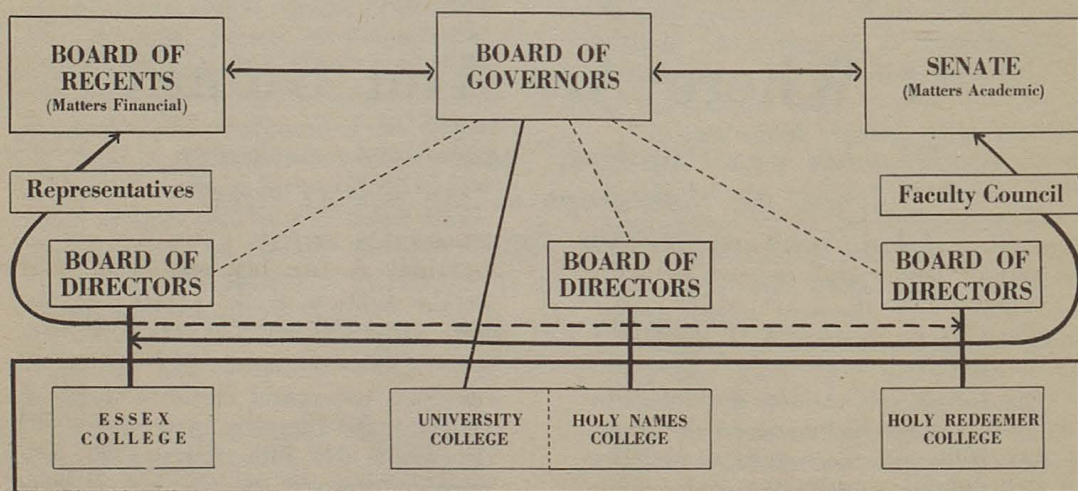 BOARD OF
REGENTS
(Matters Financial)
BOARD OF
GOVERNORS
SENATE
(Matters Academic)
Representatives
Faculty Council
BOARD OF
DIRECTORS
BOARD OF
DIRECTORS
BOARD OF
DIRECTORS
ESSEX
COLLEGE
UNIVERSITY
COLLEGE
HOLY NAMES
COLLEGE
HOLY REDEEMER
COLLEGE